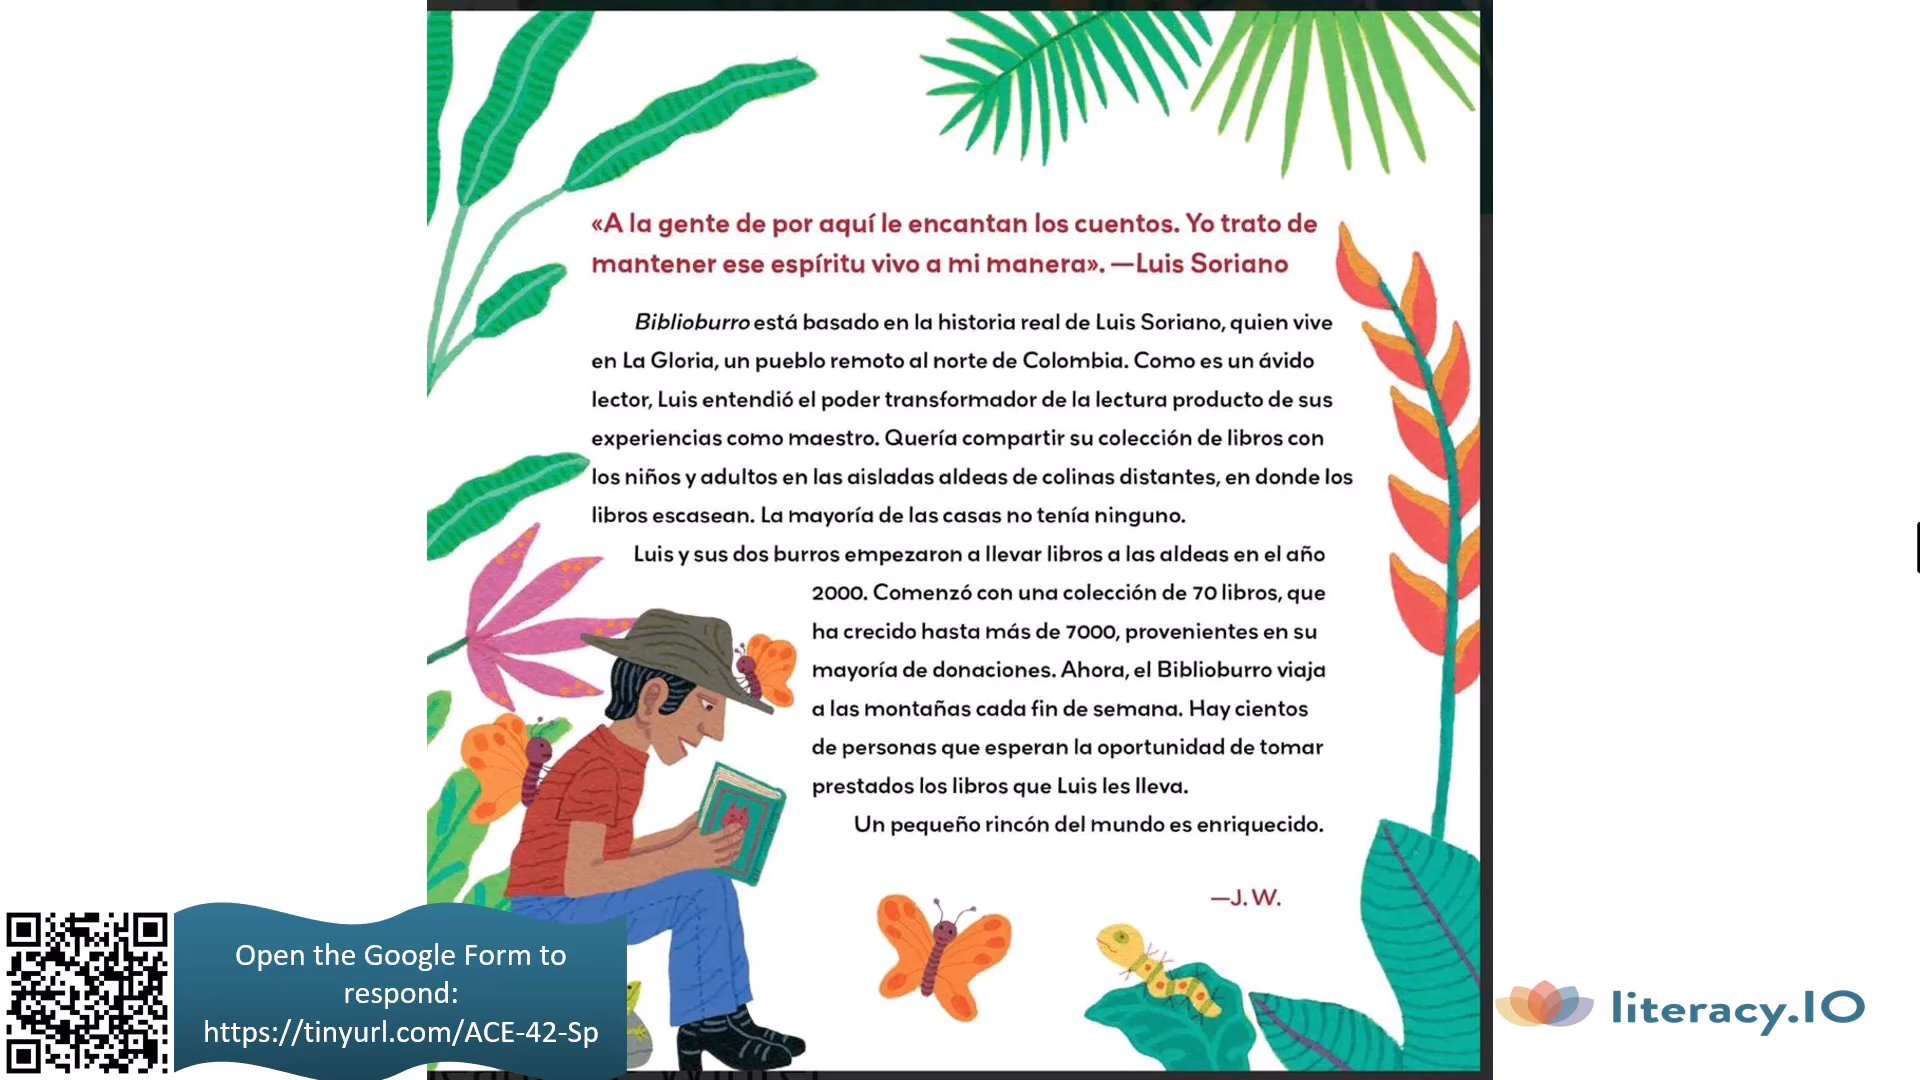 «A la gente de por aquí le encantan los cuentos. Yo trato de
mantener ese espíritu vivo a mi manera». —Luis Soriano
Biblioburro está basado en la historia real de Luis Soriano, quien vive
en La Gloria, un pueblo remoto al norte de Colombia. Como es un ávido
lector, Luis entendió el poder transformador de la lectura producto de sus
experiencias como maestro. Quería compartir su colección de libros con
los niños y adultos en las aisladas aldeas de colinas distantes, en donde los
libros escasean. La mayoría de las casas no tenía ninguno.
Luis y sus dos burros empezaron a llevar libros a las aldeas en el año
2000. Comenzó con una colección de 70 libros, que
ha crecido hasta más de 7000, provenientes en su
mayoría de donaciones. Ahora, el Biblioburro viaja
a las montañas cada fin de semana. Hay cientos
de personas que esperan la oportunidad de tomar
prestados los libros que Luis les lleva.
Un pequeño rincón del mundo es enriquecido.
—J. W.
Open the Google Form to
respond:
https://tinyurl.com/ACE-42-Sp
literacy.IO